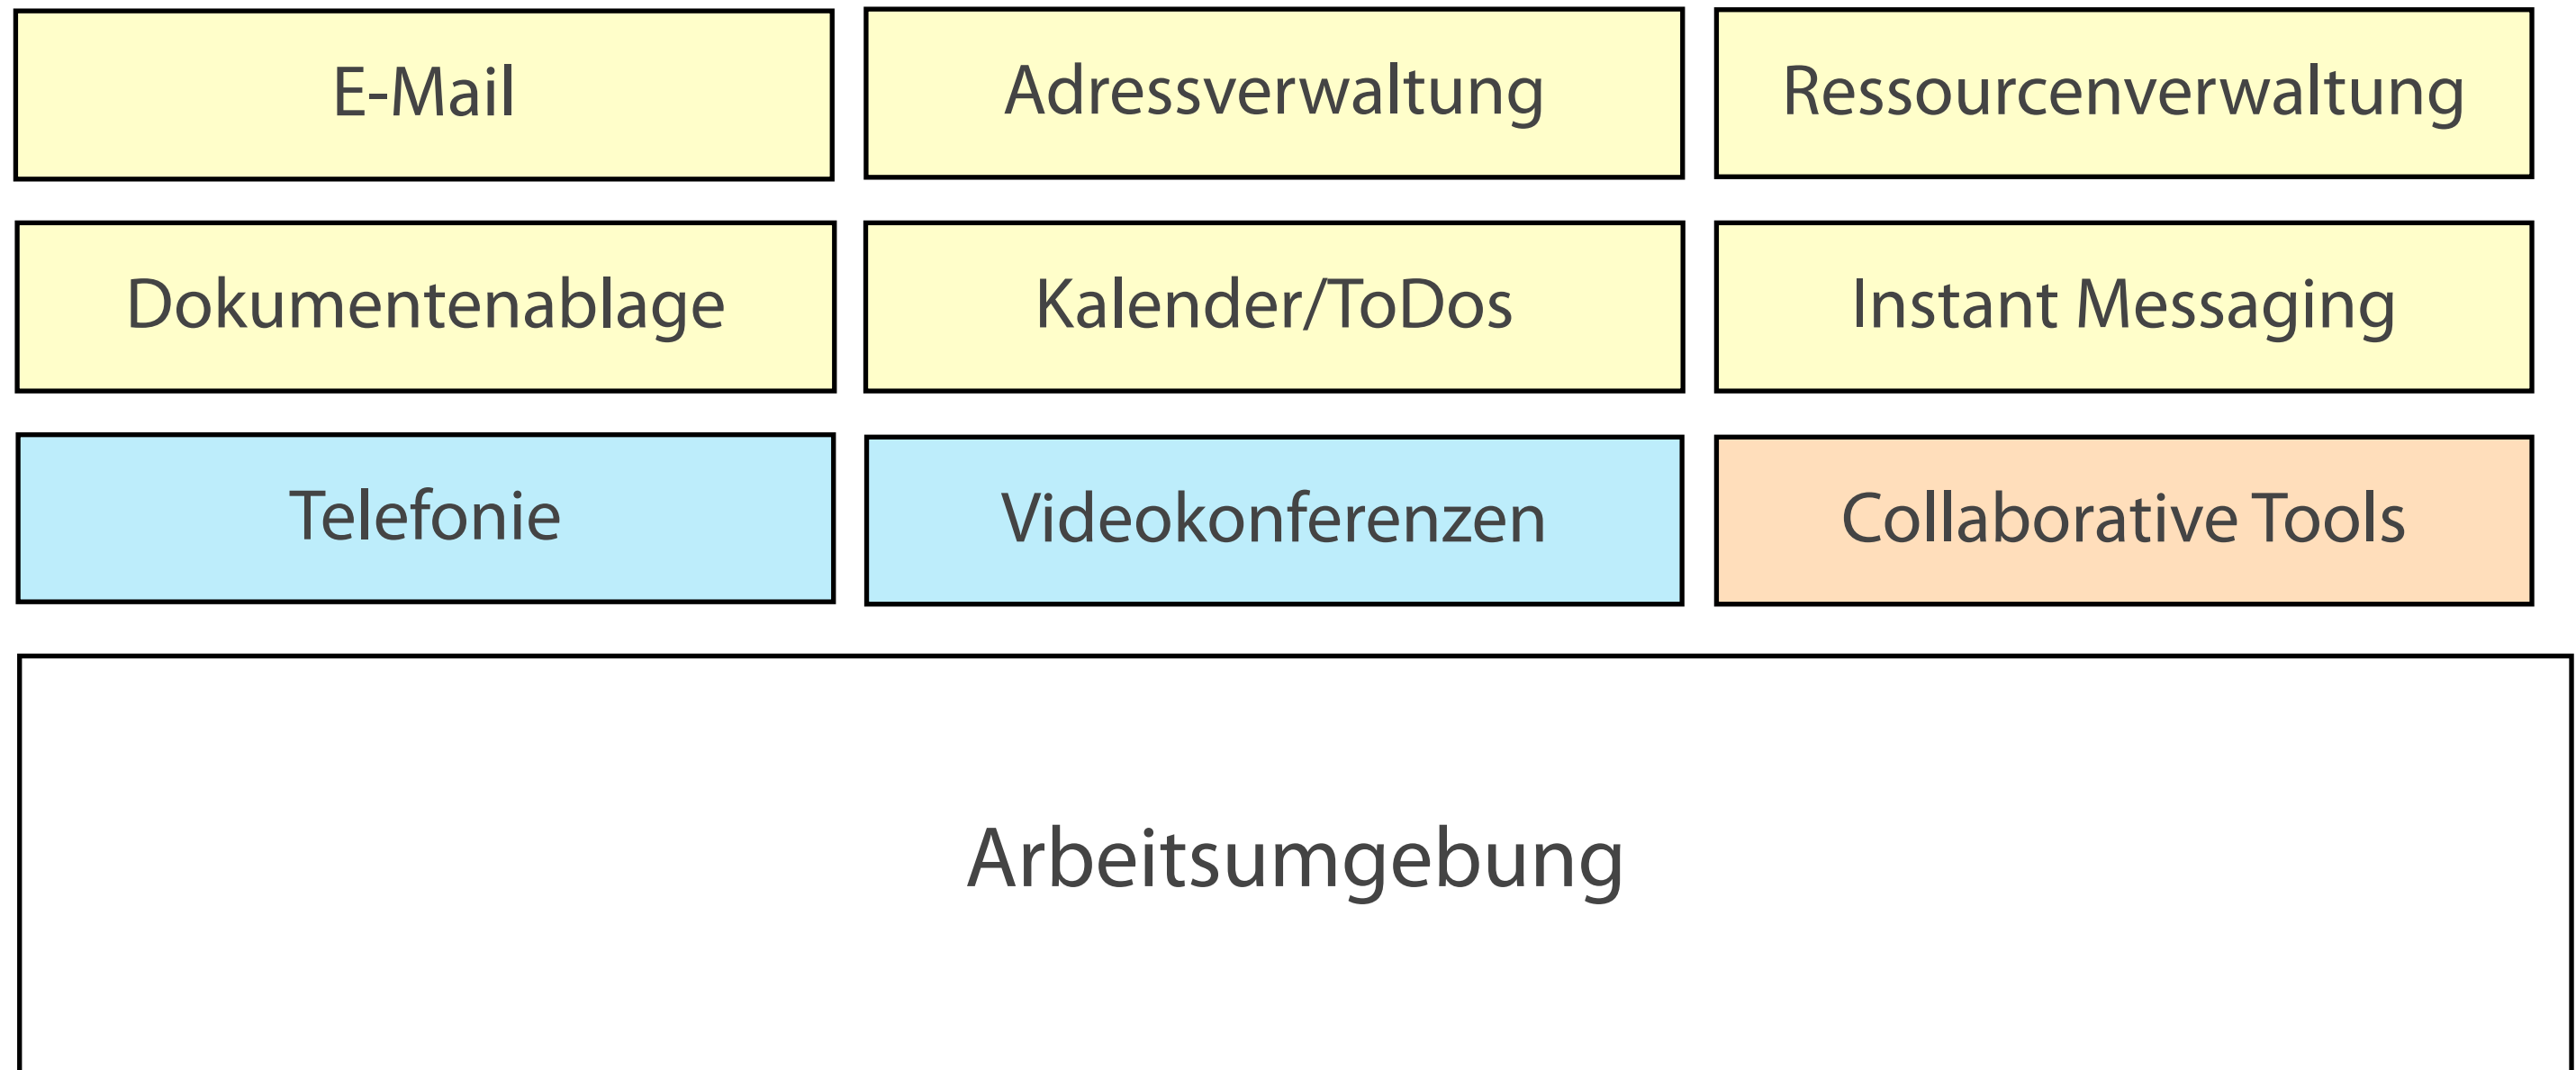 E-Mail
Adressverwaltung
Ressourcenverwaltung
Dokumentenablage
Kalender/ToDos
Instant Messaging
Telefonie
Videokonferenzen
Collaborative Tools
Arbeitsumgebung